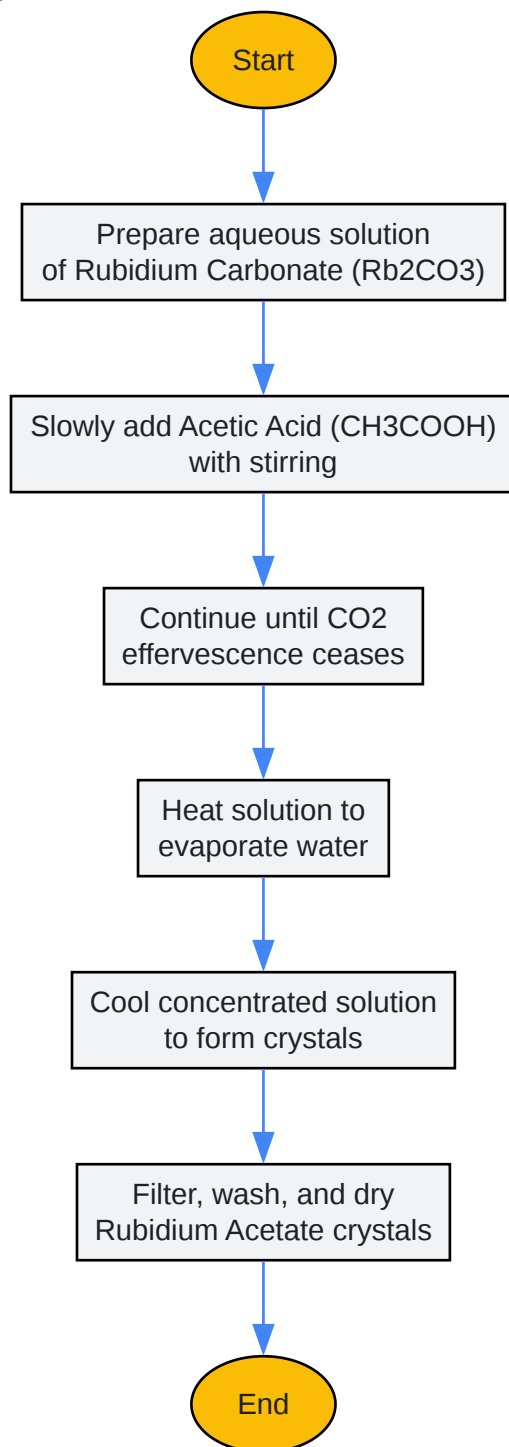 Start
Prepare aqueous solution
of Rubidium Carbonate (Rb2CO3)
Slowly add Acetic Acid (CH3COOH)
with stirring
Continue until CO2
effervescence ceases
Heat solution to
evaporate water
Cool concentrated solution
to form crystals
Filter, wash, and dry
Rubidium Acetate crystals
End